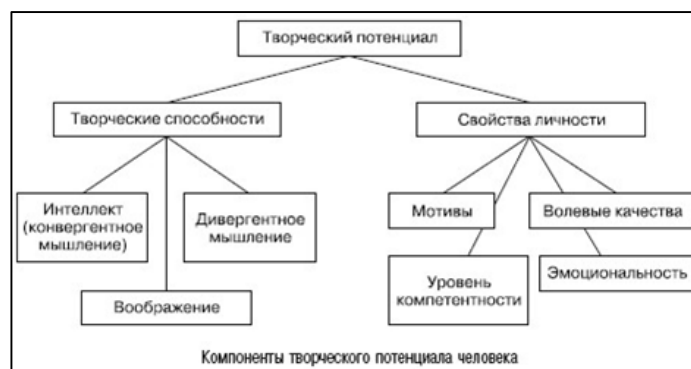 Творческий потенциал
Творческие способности
Свойства личности
Интеллект
(конвергентное
мышление)
Дивергентное
мышление
Воображение
Мотивы
Волевые качества
Уровень
компетентности
Эмоциональность
Компоненты творческого потенциала человека